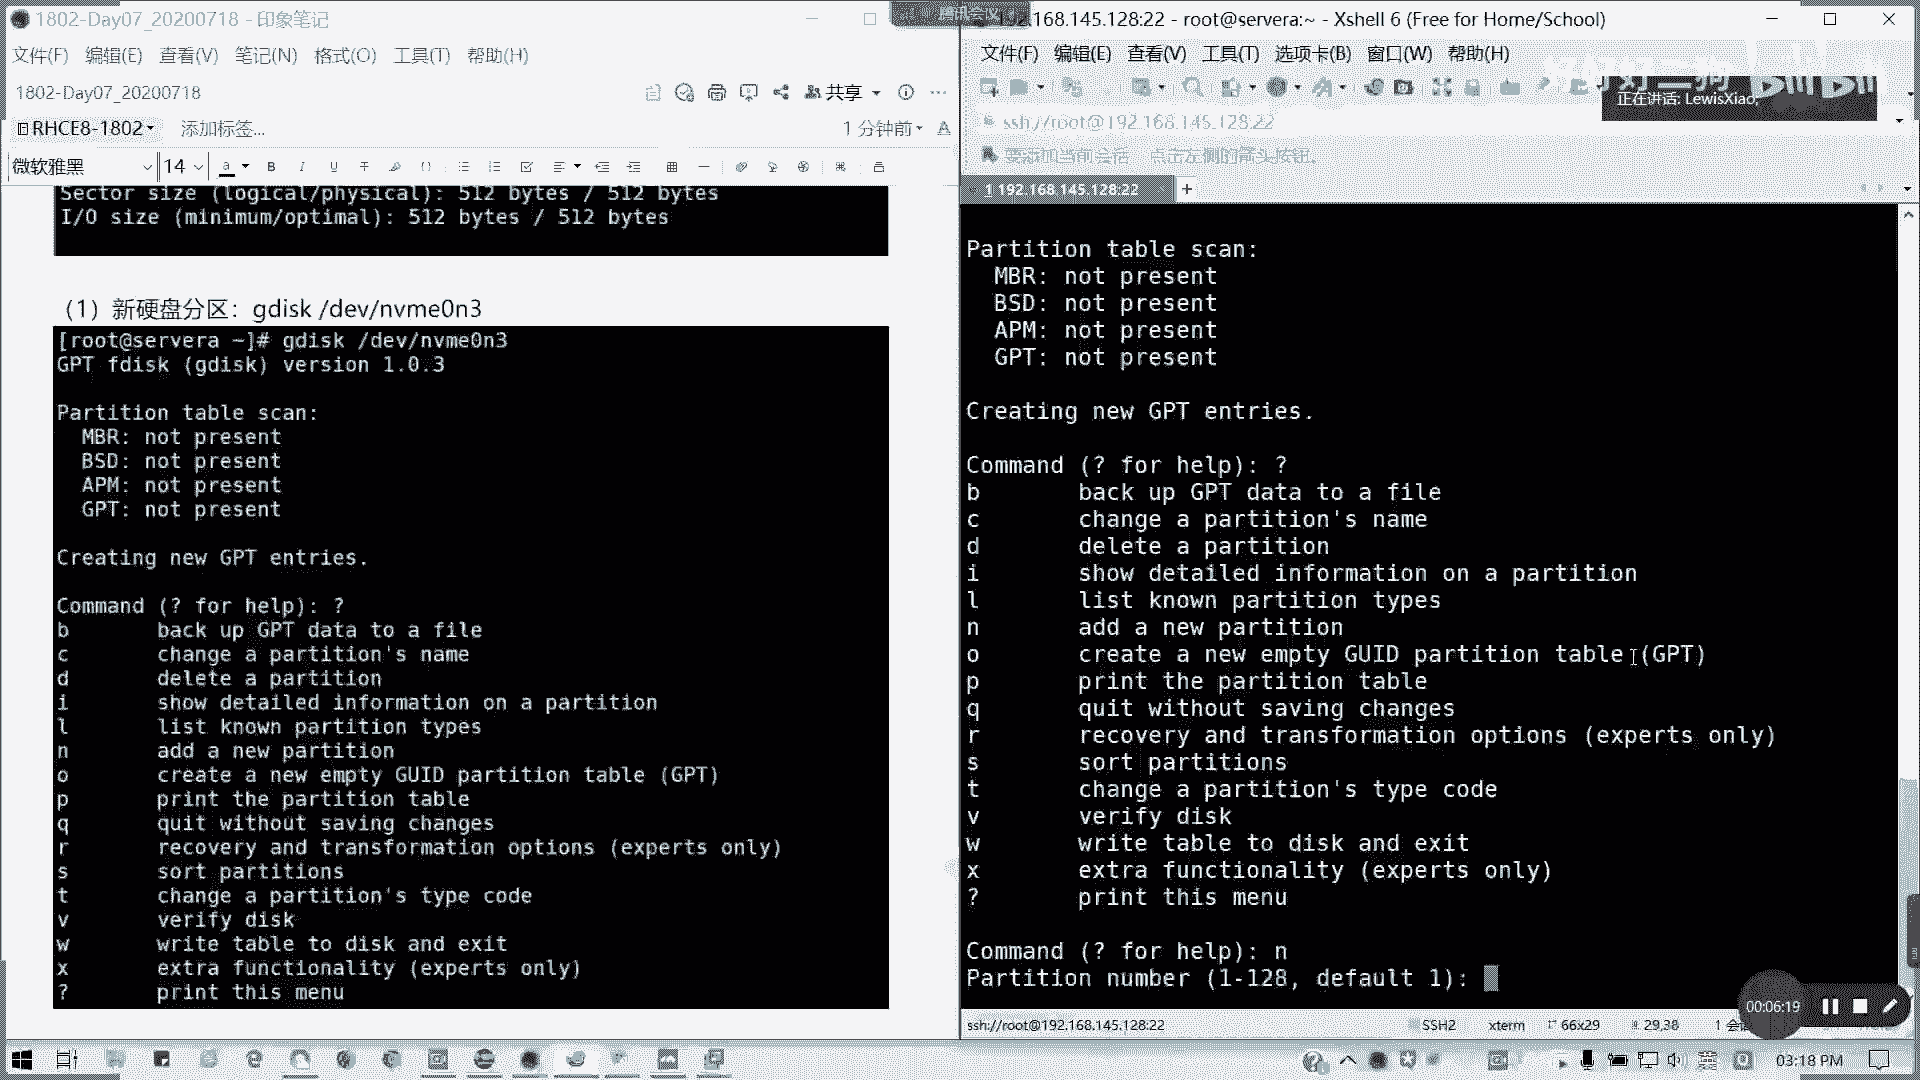 1802-Day07_20200718 - 印象笔记
文件(F) 编辑(E) 查看(V) 笔记(N) 格式(O) 工具(T) 帮助(H)
1802-Day07_20200718
共享
RHCE8-1802
添加标签...
1 分钟前
微软雅黑 14
Sector size (logical/physical): 512 bytes / 512 bytes
I/O size (minimum/optimal): 512 bytes / 512 bytes
（1）新硬盘分区：gdisk /dev/nvme0n3
[root@servera ~]# gdisk /dev/nvme0n3
GPT fdisk (gdisk) version 1.0.3
Partition table scan:
MBR: not present
BSD: not present
APM: not present
GPT: not present
Creating new GPT entries.
Command (? for help): ?
b back up GPT data to a file
c change a partition's name
d delete a partition
i show detailed information on a partition
l list known partition types
n add a new partition
o create a new empty GUID partition table (GPT)
p print the partition table
q quit without saving changes
r recovery and transformation options (experts only)
s sort partitions
t change a partition's type code
v verify disk
w write table to disk and exit
x extra functionality (experts only)
? print this menu
腾讯会议
192.168.145.128:22 - root@servera:~ - Xshell 6 (Free for Home/School)
文件(F) 编辑(E) 查看(V) 工具(T) 选项卡(B) 窗口(W) 帮助(H)
正在讲话: LewisXiao;
ssh://root@192.168.145.128:22
要添加当前会话，点击左侧的箭头按钮。
1 192.168.145.128:22
Partition table scan:
MBR: not present
BSD: not present
APM: not present
GPT: not present
Creating new GPT entries.
Command (? for help): ?
b back up GPT data to a file
c change a partition's name
d delete a partition
i show detailed information on a partition
l list known partition types
n add a new partition
o create a new empty GUID partition table (GPT)
p print the partition table
q quit without saving changes
r recovery and transformation options (experts only)
s sort partitions
t change a partition's type code
v verify disk
w write table to disk and exit
x extra functionality (experts only)
? print this menu
Command (? for help): n
Partition number (1-128, default 1):
00:06:19
ssh://root@192.168.145.128:22 SSH2 xterm 66x29 29,38
03:18 PM